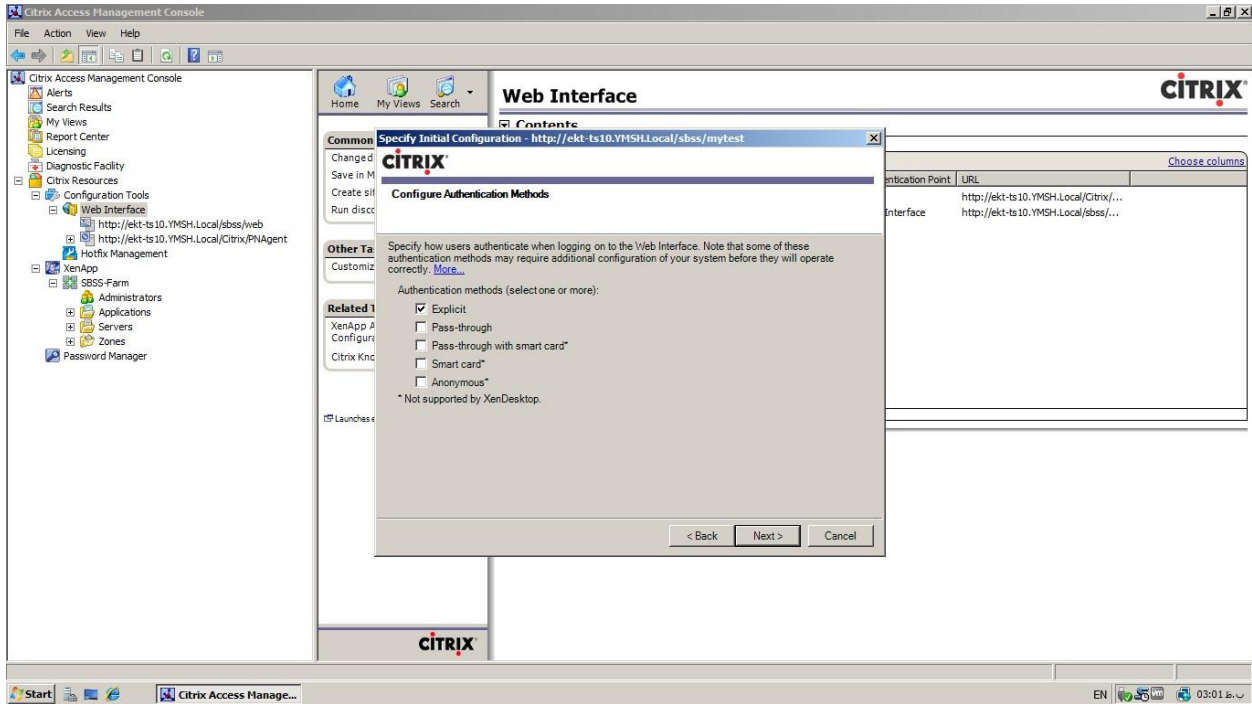 Citrix Access Management Console
File Action View Help
Citrix Access Management Console
Alerts
Search Results
My Views
Report Center
Licensing
Diagnostic Facility
Citrix Resources
Configuration Tools
Web Interface
http://ekt-ts10.YMSH.Local/sbss/web
http://ekt-ts10.YMSH.Local/Citrix/PNAgent
Hotfix Management
XenApp
SBSS-Farm
Administrators
Applications
Servers
Zones
Password Manager
Home My Views Search
Common
Change d
Save in M
Create sit
Run disco
Other Ta
Customiz
Related T
XenApp A
Configura
Citrix Kno
Launches e
CITRIX
Web Interface
CITRIX
Contents
Choose columns
entication Point URL
http://ekt-ts10.YMSH.Local/Citrix/...
Interface http://ekt-ts10.YMSH.Local/sbss/...
Specify Initial Configuration - http://ekt-ts10.YMSH.Local/sbss/mytest
CITRIX
Configure Authentication Methods
Specify how users authenticate when logging on to the Web Interface. Note that some of these
authentication methods may require additional configuration of your system before they will operate
correctly. More...
Authentication methods (select one or more):
Explicit
Pass-through
Pass-through with smart card*
Smart card*
Anonymous*
* Not supported by XenDesktop.
< Back Next > Cancel
Start Citrix Access Manage... EN 03:01 ب.ظ